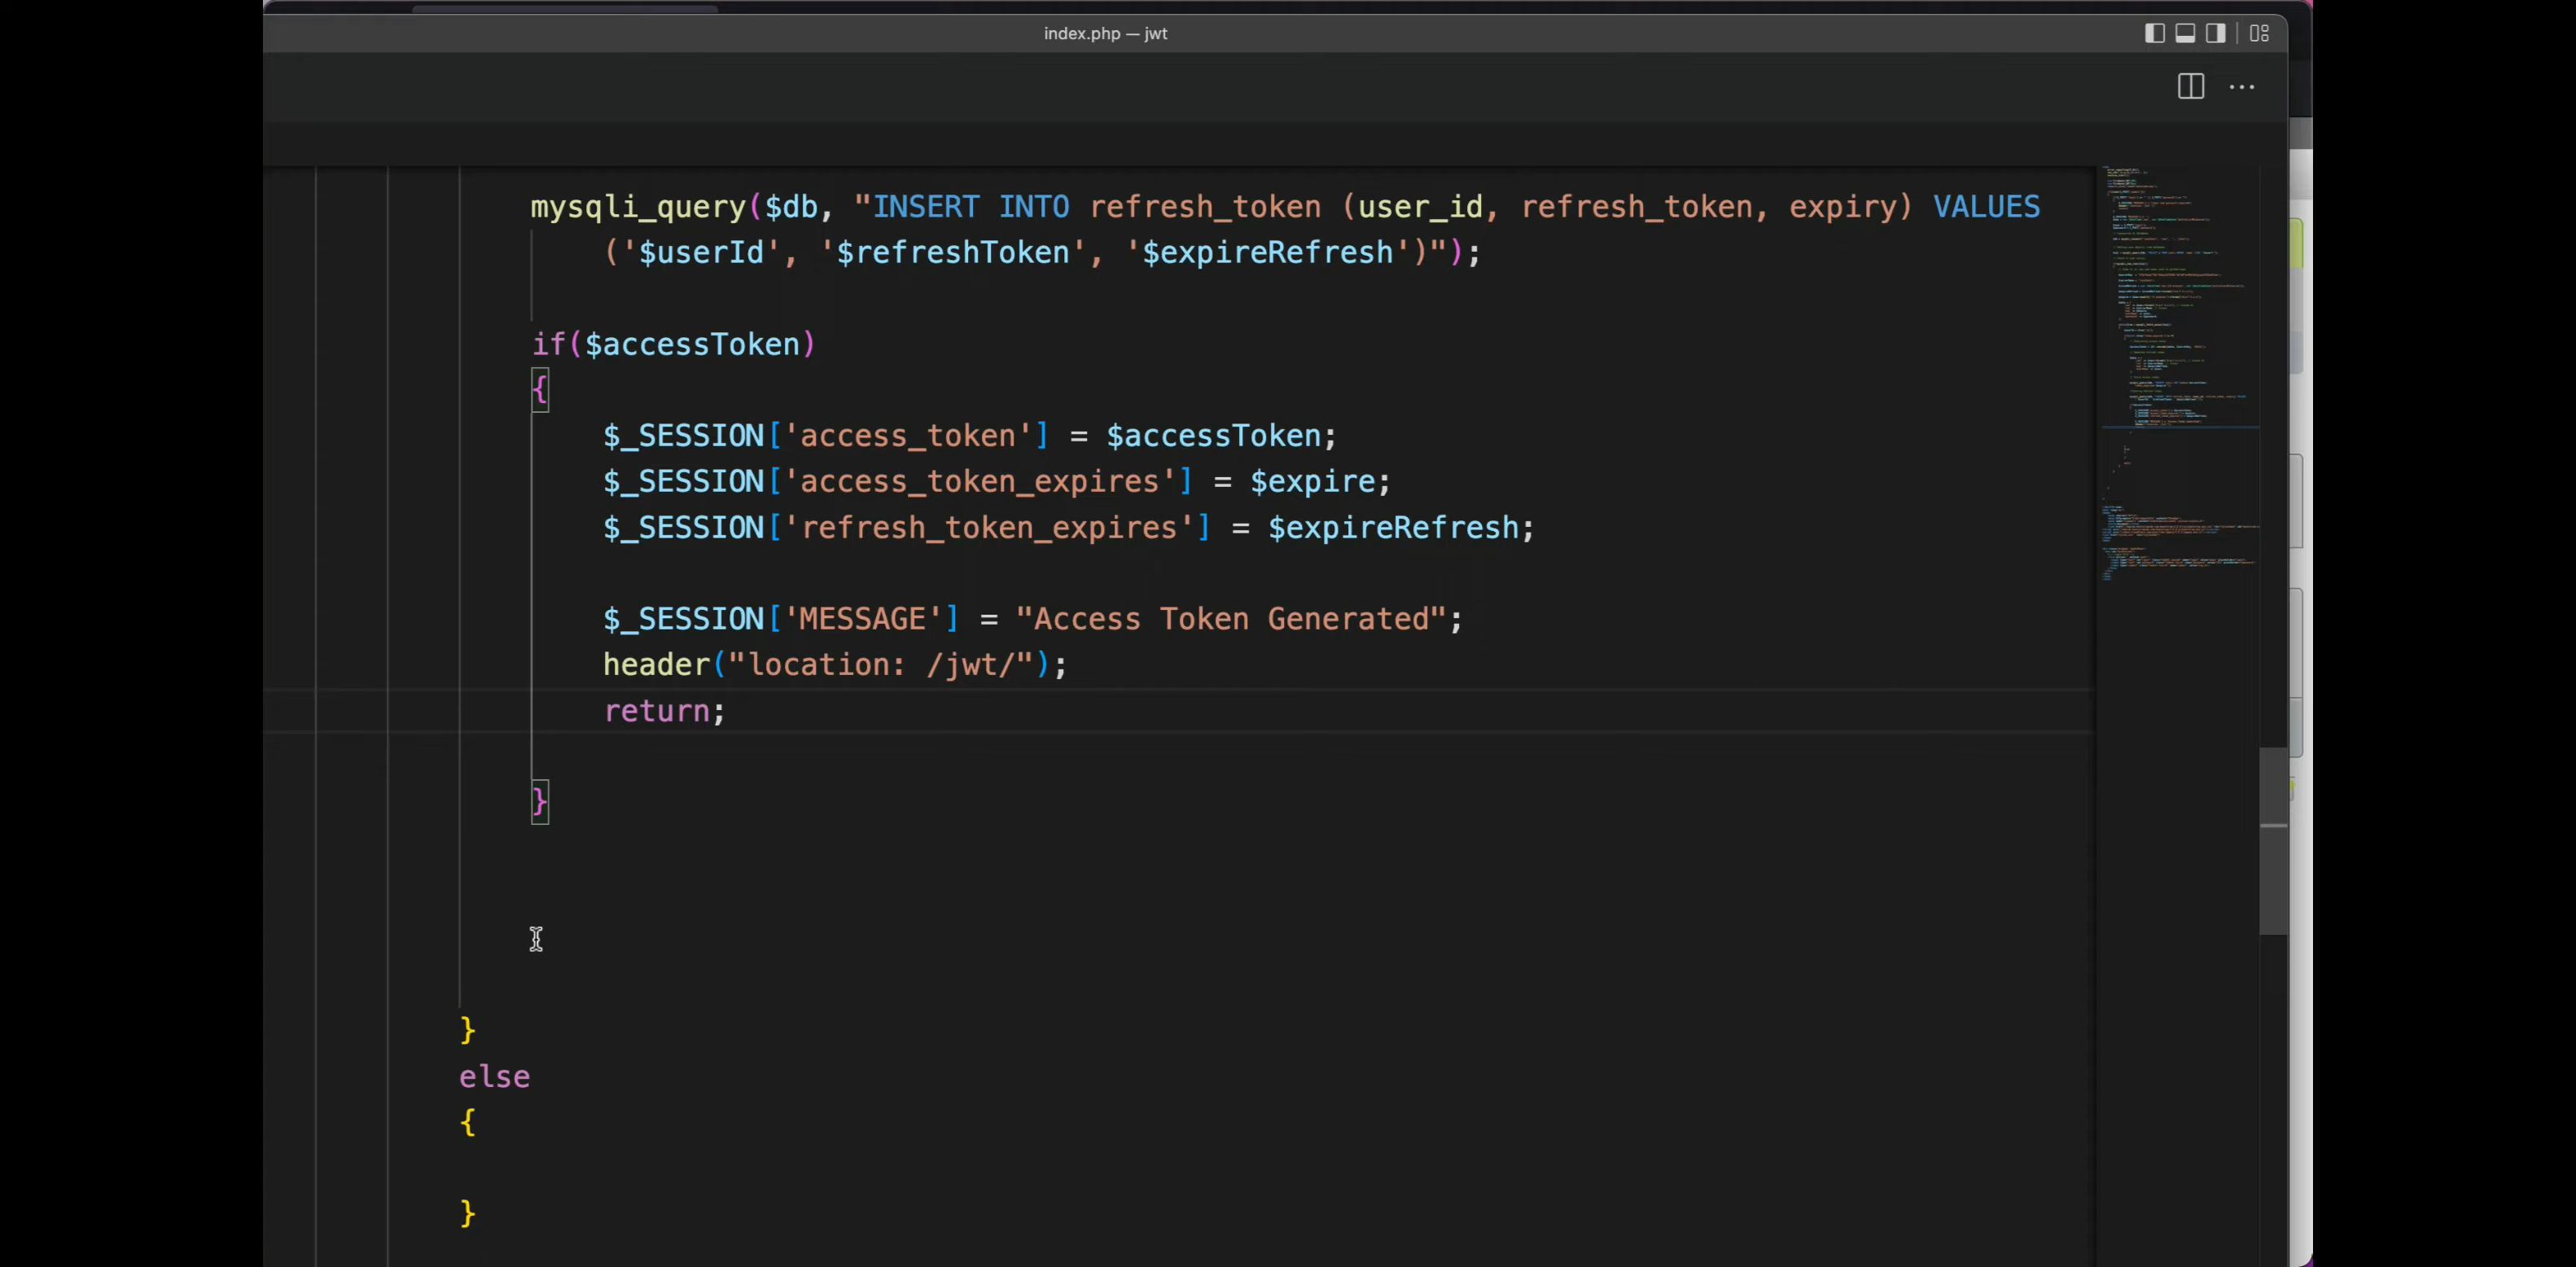 index.php — jwt
mysqli_query($db, "INSERT INTO refresh_token (user_id, refresh_token, expiry) VALUES
('$userId', '$refreshToken', '$expireRefresh')");
if($accessToken)
{
$_SESSION['access_token'] = $accessToken;
$_SESSION['access_token_expires'] = $expire;
$_SESSION['refresh_token_expires'] = $expireRefresh;
$_SESSION['MESSAGE'] = "Access Token Generated";
header("location: /jwt/");
return;
}
}
else
{
}